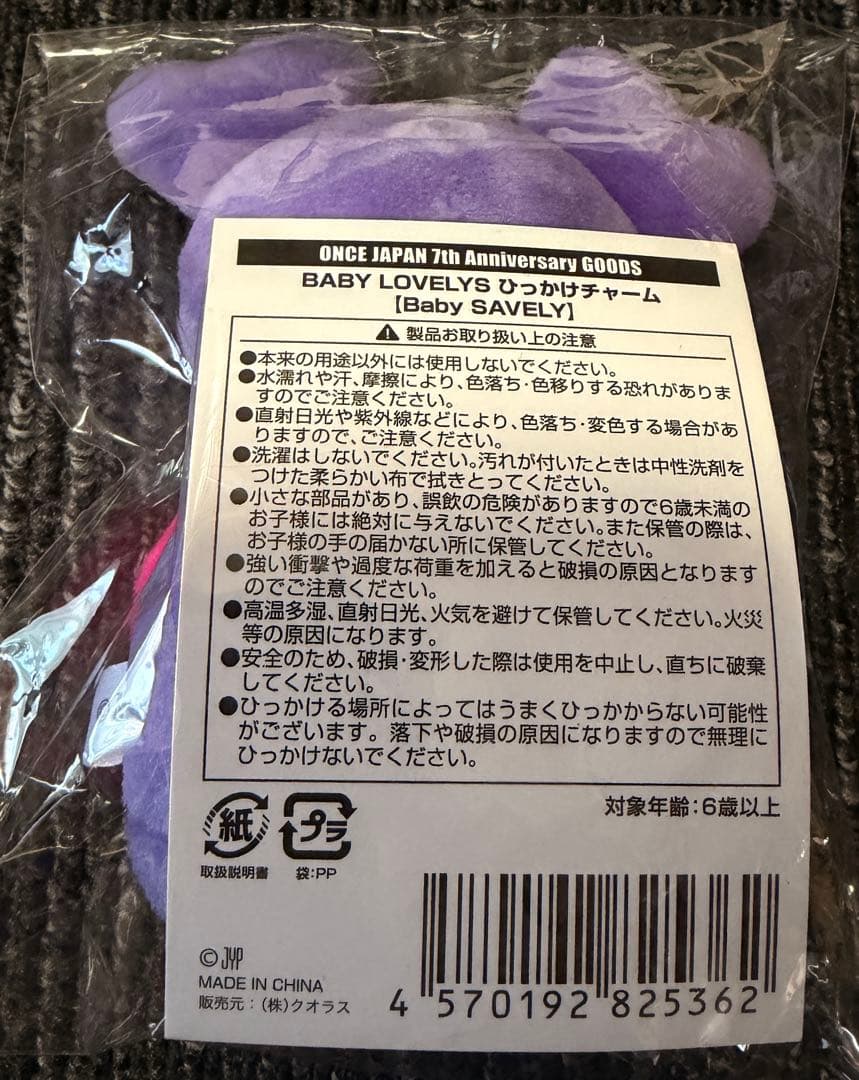 ONCE JAPAN 7th Anniversary GOODS
BABY LOVELYS ひっかけチャーム
【Baby SAVELY】
製品お取り扱い上の注意
●本来の用途以外には使用しないでください。
●水濡れや汗、摩擦により、色落ち・色移りする恐れがありま
すのでご注意ください。
●直射日光や紫外線などにより、色落ち・変色する場合があ
りますので、ご注意ください。
●洗濯はしないでください。汚れが付いたときは中性洗剤を
つけた柔らかい布で拭きとってください。
●小さな部品があり、誤飲の危険がありますので6歳未満の
お子様には絶対に与えないでください。また保管の際は、
お子様の手の届かない所に保管してください。
●強い衝撃や過度な荷重を加えると破損の原因となります
のでご注意ください。
●高温多湿、直射日光、火気を避けて保管してください。火災
等の原因になります。
●安全のため、破損・変形した際は使用を中止し、直ちに破棄
してください。
●ひっかける場所によってはうまくひっかからない可能性
がございます。落下や破損の原因になりますので無理に
ひっかけないでください。
対象年齢：6歳以上
紙 プラ
取扱説明書 袋：PP
© JYP
MADE IN CHINA
販売元：(株)クオラス
4 570192 825362